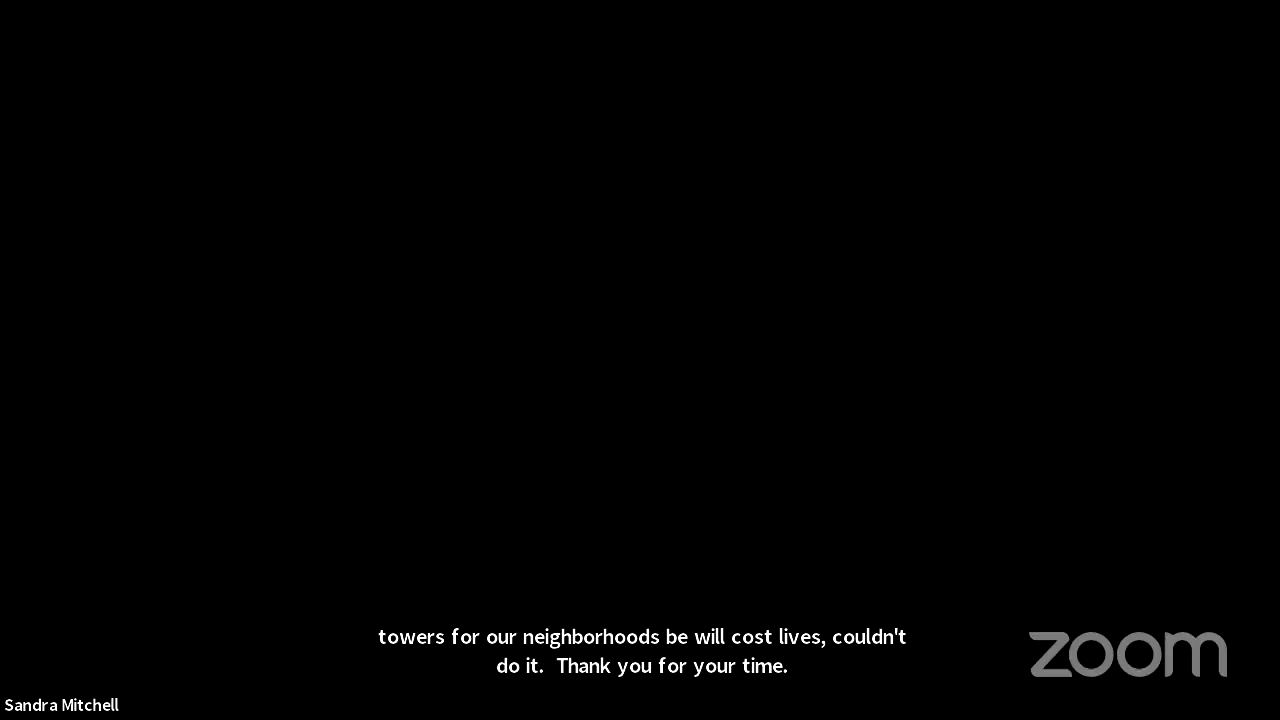 towers for our neighborhoods be will cost lives, couldn't
do it.  Thank you for your time.
zoom
Sandra Mitchell